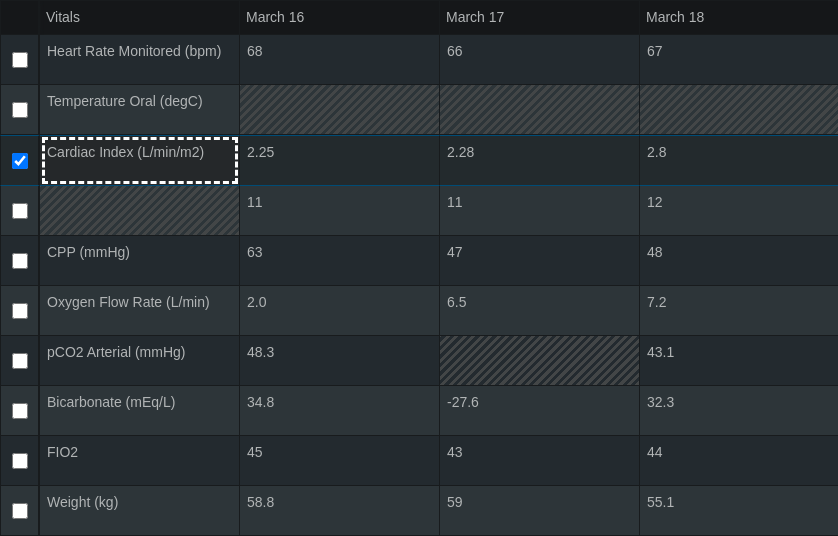 Vitals March 16 March 17 March 18
Heart Rate Monitored (bpm) 68 66 67
Temperature Oral (degC)
Cardiac Index (L/min/m2) 2.25 2.28 2.8
11 11 12
CPP (mmHg) 63 47 48
Oxygen Flow Rate (L/min) 2.0 6.5 7.2
pCO2 Arterial (mmHg) 48.3 43.1
Bicarbonate (mEq/L) 34.8 -27.6 32.3
FIO2 45 43 44
Weight (kg) 58.8 59 55.1